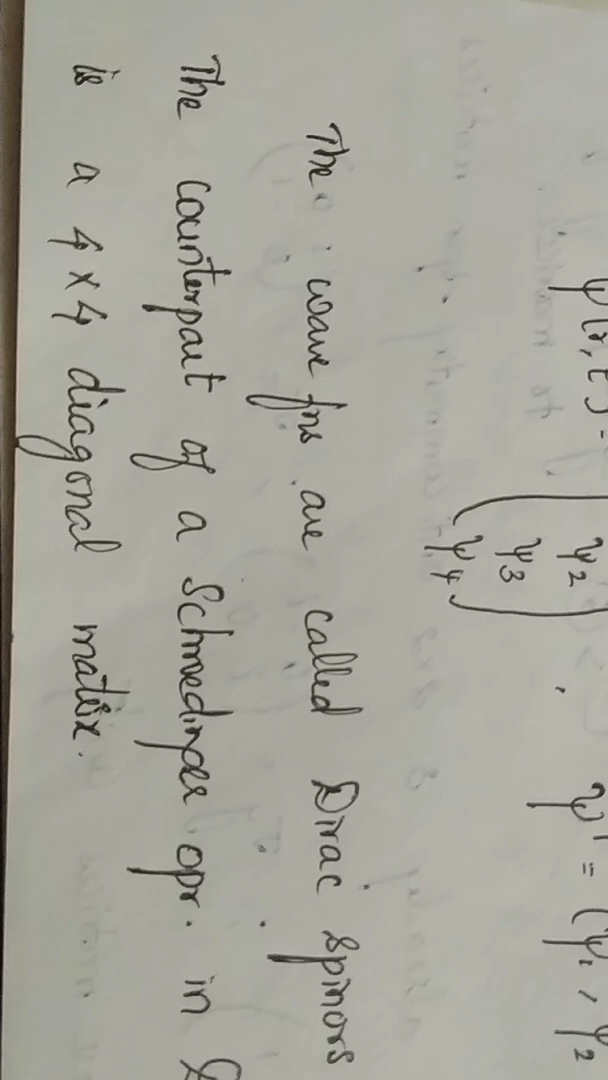 ψ(r, t) =
ψ2
ψ3
ψ4
, ψ' = (ψ1, ψ2
The wave fns are called Dirac spinors
The counterpart of a Schroedinger opr. in
is a 4×4 diagonal matrix.